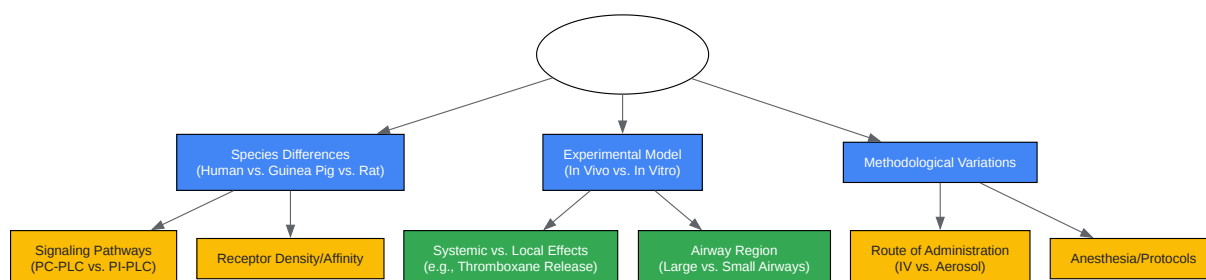 Species Differences
(Human vs. Guinea Pig vs. Rat)
Experimental Model
(In Vivo vs. In Vitro)
Methodological Variations
Signaling Pathways
(PC-PLC vs. PI-PLC)
Receptor Density/Affinity
Systemic vs. Local Effects
(e.g., Thromboxane Release)
Airway Region
(Large vs. Small Airways)
Route of Administration
(IV vs. Aerosol)
Anesthesia/Protocols